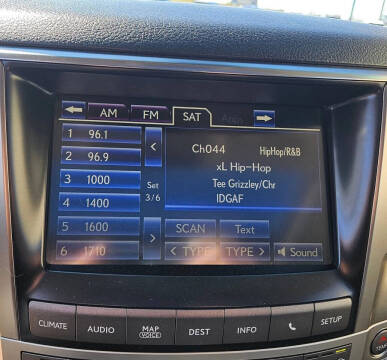 AM FM SAT Apps
1 96.1
2 96.9
3 1000
4 1400
5 1600
6 1710
Set
3/6
Ch044 HipHop/R&B
xL Hip-Hop
Tee Grizzley/Chr
IDGAF
SCAN Text
< TYPE TYPE > Sound
CLIMATE AUDIO MAP VOICE DEST INFO SETUP